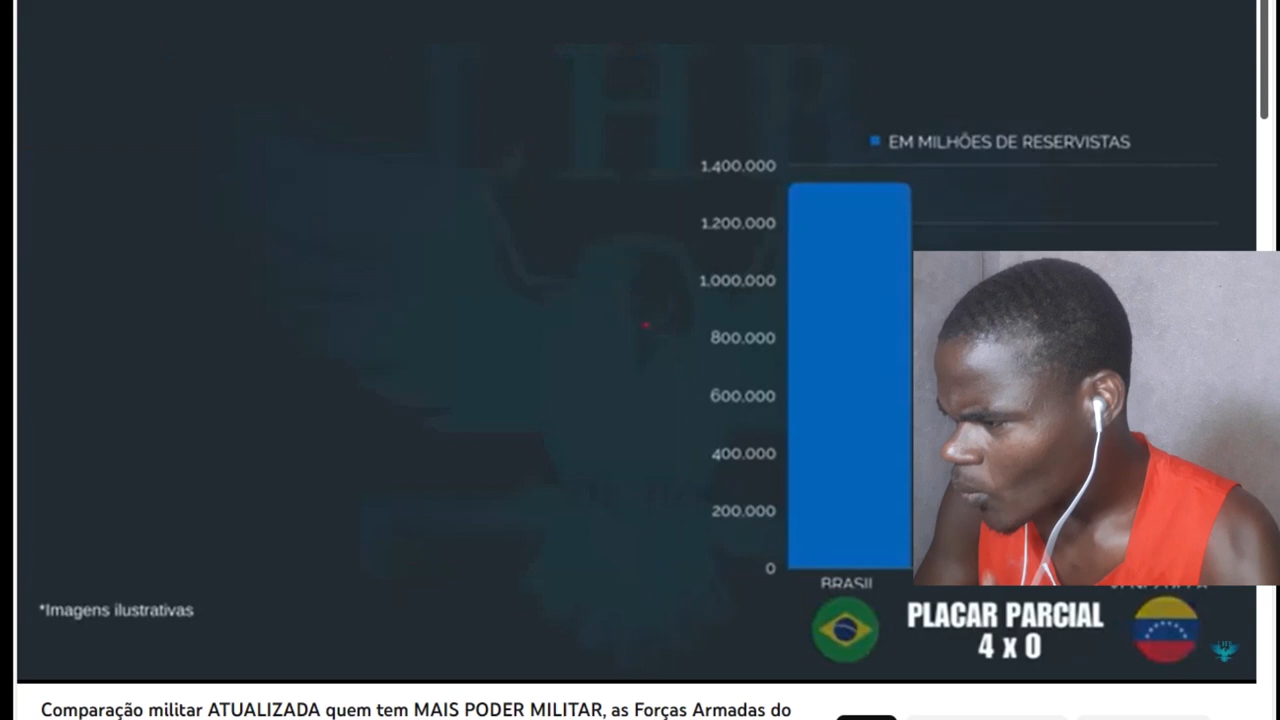 EM MILHÕES DE RESERVISTAS
1.400.000
1.200.000
1.000.000
800.000
600.000
400.000
200.000
0
BRASIL
*Imagens ilustrativas
PLACAR PARCIAL
4 x 0
Comparação militar ATUALIZADA quem tem MAIS PODER MILITAR, as Forças Armadas do